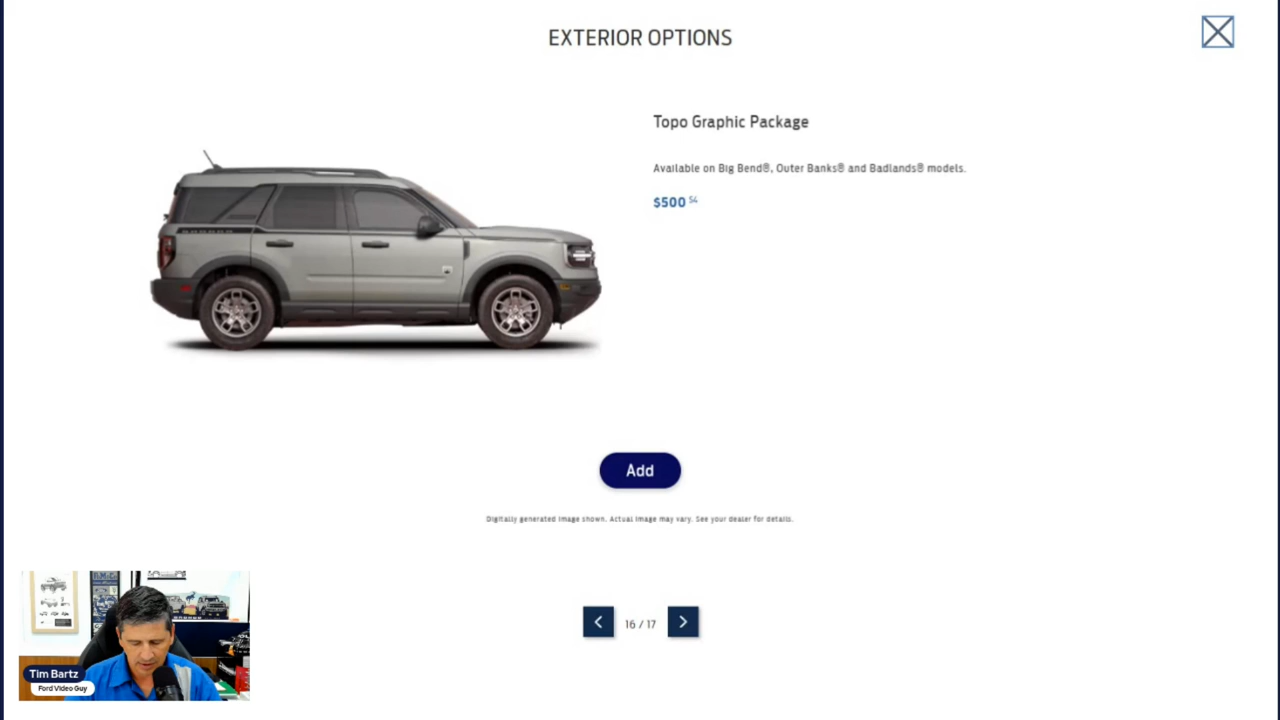 EXTERIOR OPTIONS
Topo Graphic Package
Available on Big Bend®, Outer Banks® and Badlands® models.
$500 54
Add
Digitally generated image shown. Actual image may vary. See your dealer for details.
16 / 17
Tim Bartz
Ford Video Guy